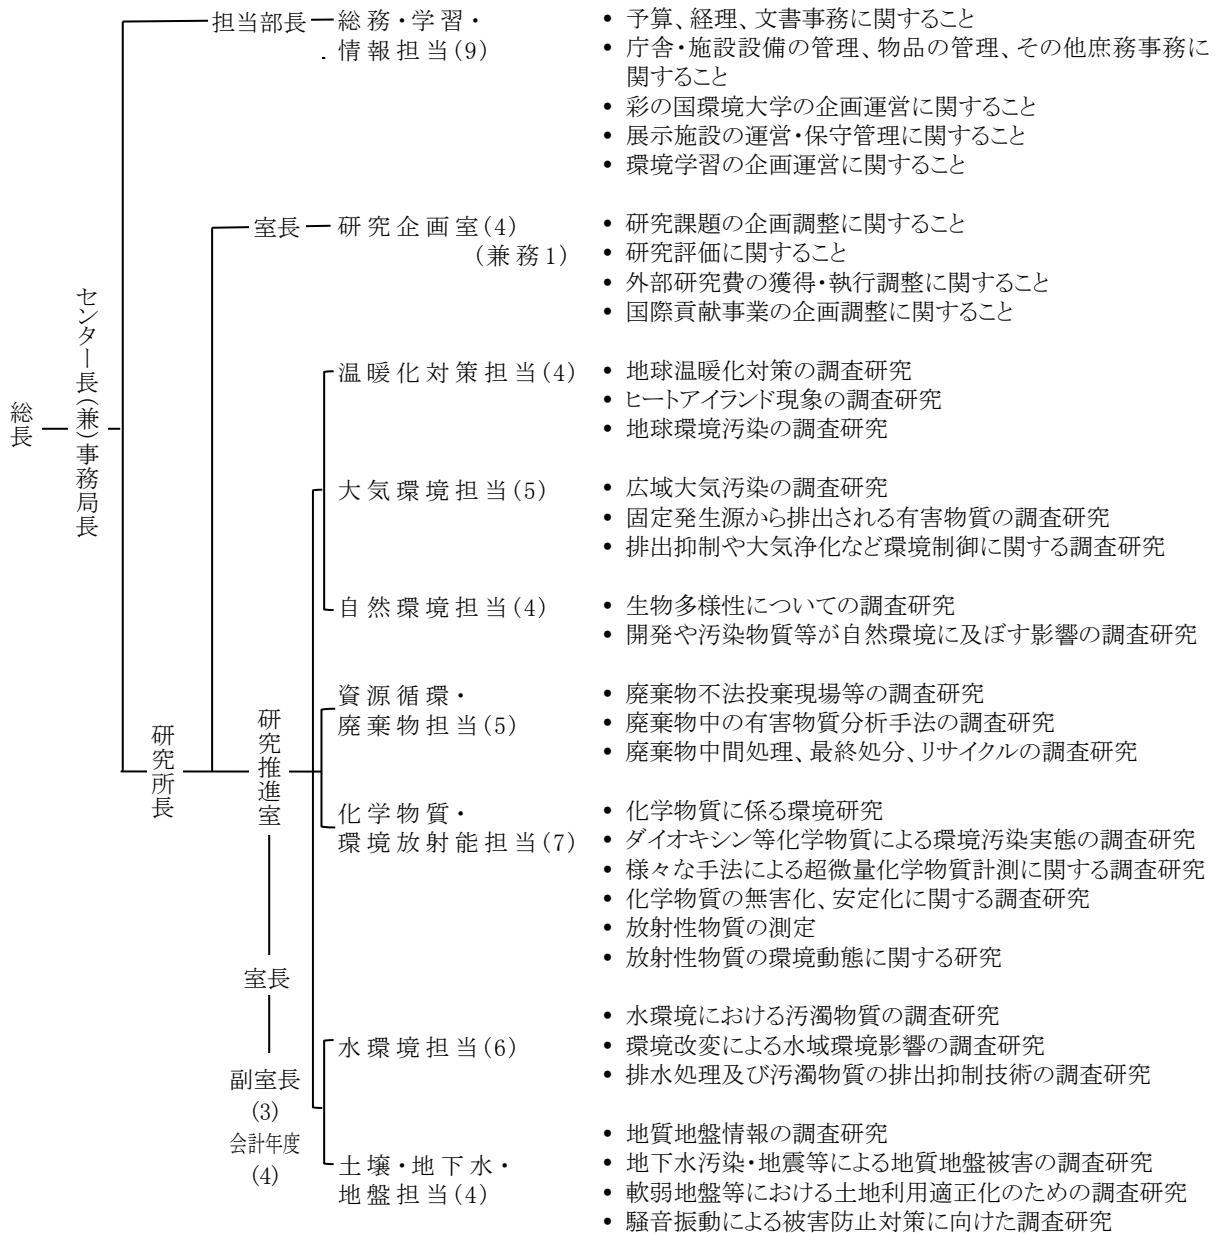 総長
センター長(兼)事務局長
担当部長
総務・学習・
情報担当(9)
• 予算、経理、文書事務に関すること
• 庁舎・施設設備の管理、物品の管理、その他庶務事務に
関すること
• 彩の国環境大学の企画運営に関すること
• 展示施設の運営・保守管理に関すること
• 環境学習の企画運営に関すること
研究所長
室長
研究企画室(4)
(兼務1)
• 研究課題の企画調整に関すること
• 研究評価に関すること
• 外部研究費の獲得・執行調整に関すること
• 国際貢献事業の企画調整に関すること
研究推進室
室長
副室長
(3)
会計年度
(4)
温暖化対策担当(4)
• 地球温暖化対策の調査研究
• ヒートアイランド現象の調査研究
• 地球環境汚染の調査研究
大気環境担当(5)
• 広域大気汚染の調査研究
• 固定発生源から排出される有害物質の調査研究
• 排出抑制や大気浄化など環境制御に関する調査研究
自然環境担当(4)
• 生物多様性についての調査研究
• 開発や汚染物質等が自然環境に及ぼす影響の調査研究
資源循環・
廃棄物担当(5)
• 廃棄物不法投棄現場等の調査研究
• 廃棄物中の有害物質分析手法の調査研究
• 廃棄物中間処理、最終処分、リサイクルの調査研究
化学物質・
環境放射能担当(7)
• 化学物質に係る環境研究
• ダイオキシン等化学物質による環境汚染実態の調査研究
• 様々な手法による超微量化学物質計測に関する調査研究
• 化学物質の無害化、安定化に関する調査研究
• 放射性物質の測定
• 放射性物質の環境動態に関する研究
水環境担当(6)
• 水環境における汚濁物質の調査研究
• 環境改変による水域環境影響の調査研究
• 排水処理及び汚濁物質の排出抑制技術の調査研究
土壌・地下水・
地盤担当(4)
• 地質地盤情報の調査研究
• 地下水汚染・地震等による地質地盤被害の調査研究
• 軟弱地盤等における土地利用適正化のための調査研究
• 騒音振動による被害防止対策に向けた調査研究